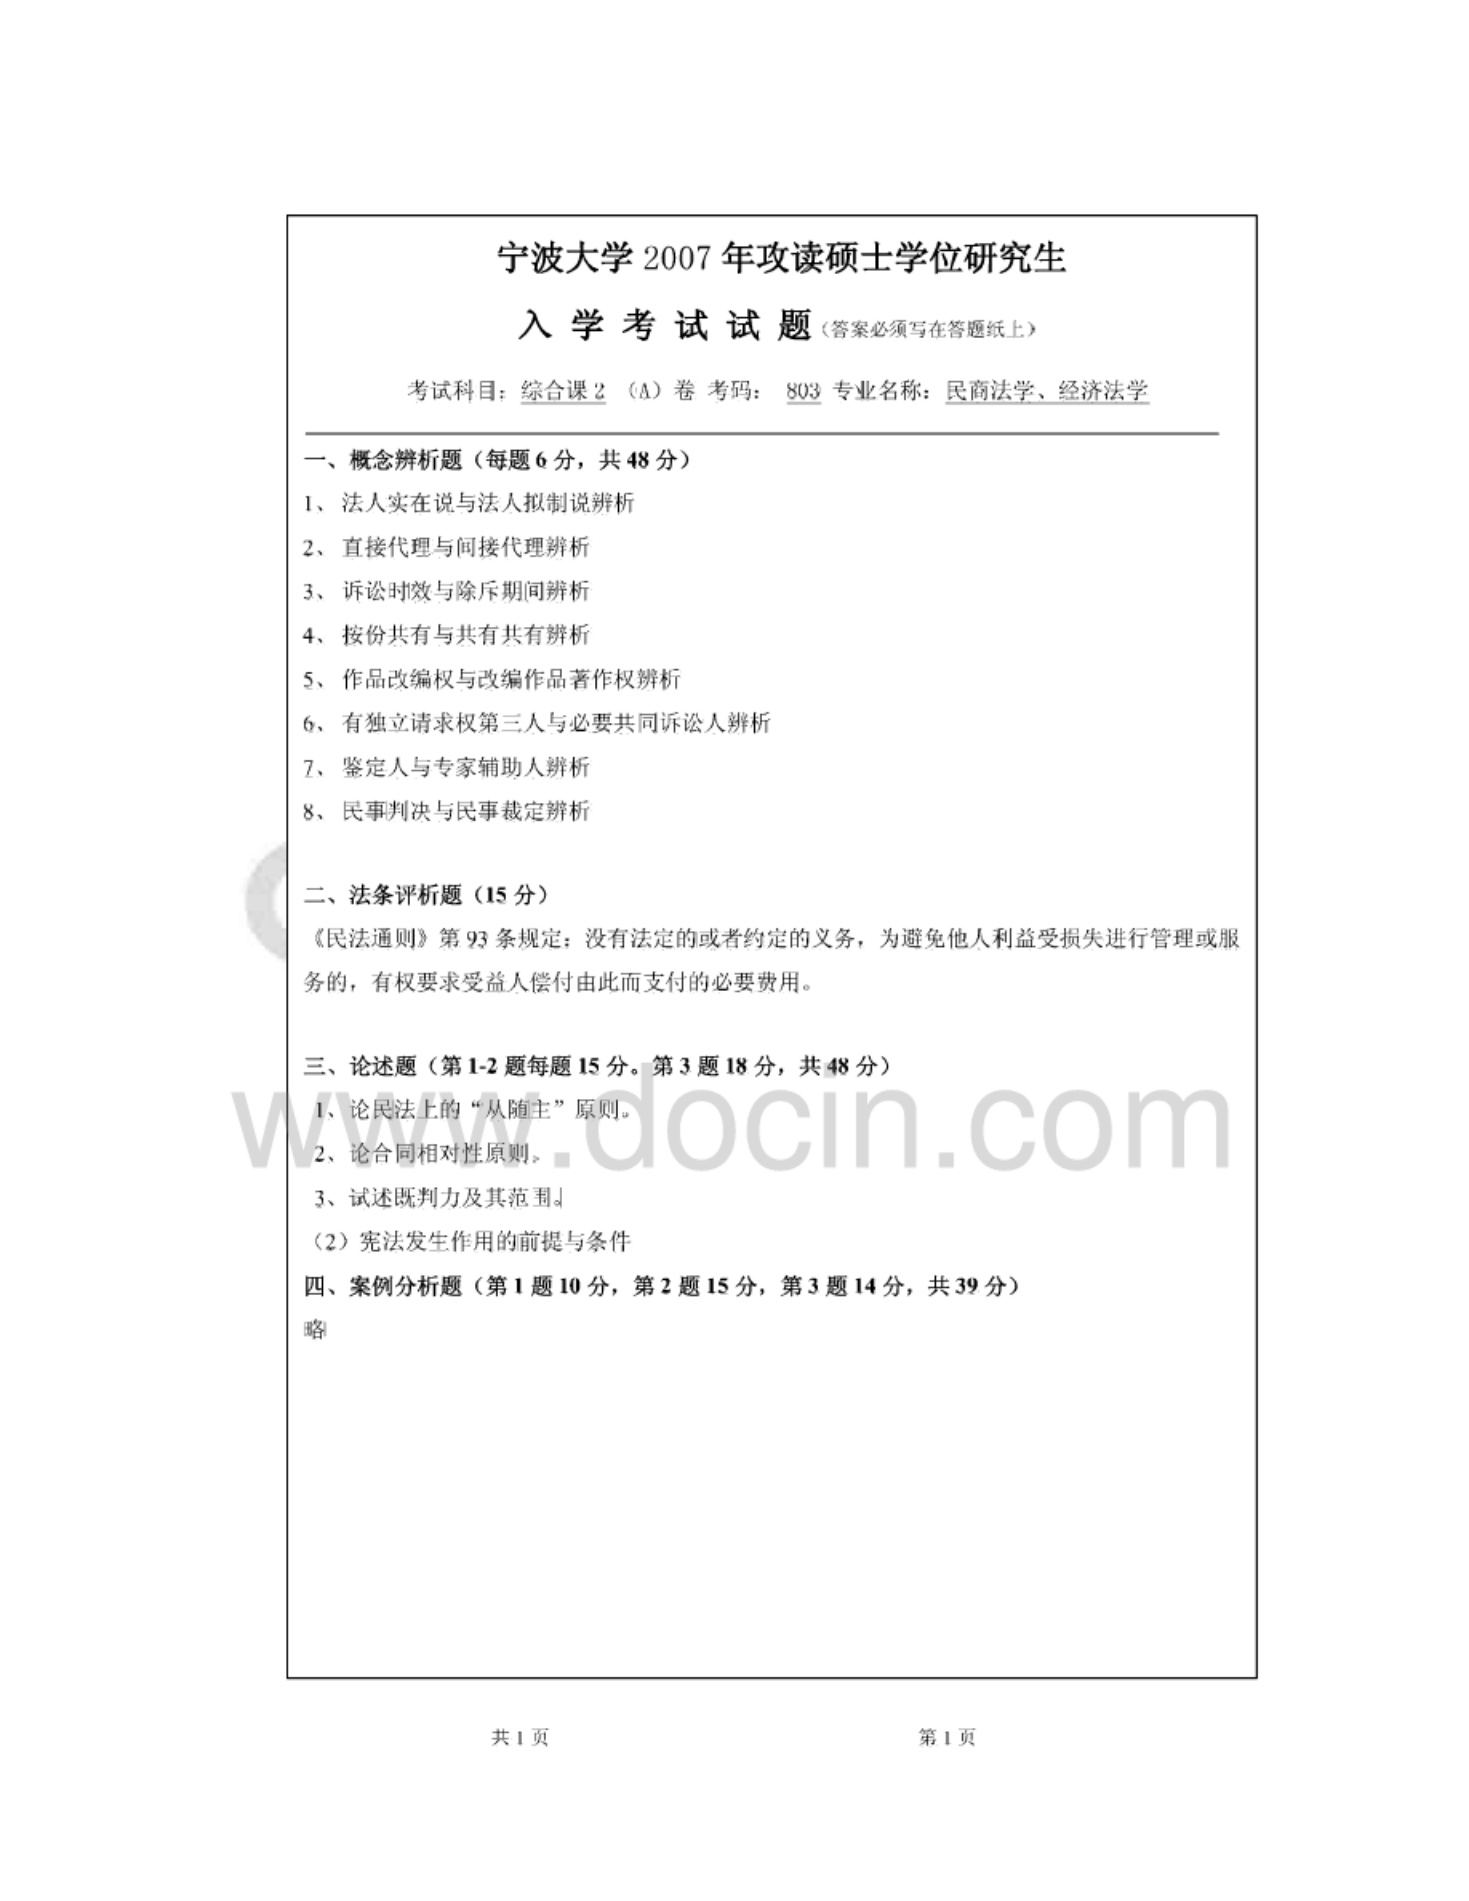 宁波大学 2007 年攻读硕士学位研究生
入 学 考 试 试 题（答案必须写在答题纸上）
考试科目：综合课 2 （A）卷 考码： 803 专业名称：民商法学、经济法学
一、概念辨析题（每题 6 分，共 48 分）
1、 法人实在说与法人拟制说辨析
2、 直接代理与间接代理辨析
3、 诉讼时效与除斥期间辨析
4、 按份共有与共有共有辨析
5、 作品改编权与改编作品著作权辨析
6、 有独立请求权第三人与必要共同诉讼人辨析
7、 鉴定人与专家辅助人辨析
8、 民事判决与民事裁定辨析
二、法条评析题（15 分）
《民法通则》第 93 条规定：没有法定的或者约定的义务，为避免他人利益受损失进行管理或服
务的，有权要求受益人偿付由此而支付的必要费用。
三、论述题（第 1-2 题每题 15 分。第 3 题 18 分，共 48 分）
1、论民法上的“从随主”原则。
www.docin.com
2、论合同相对性原则。
3、试述既判力及其范围。
（2）宪法发生作用的前提与条件
四、案例分析题（第 1 题 10 分，第 2 题 15 分，第 3 题 14 分，共 39 分）
略
共 1 页 第 1 页